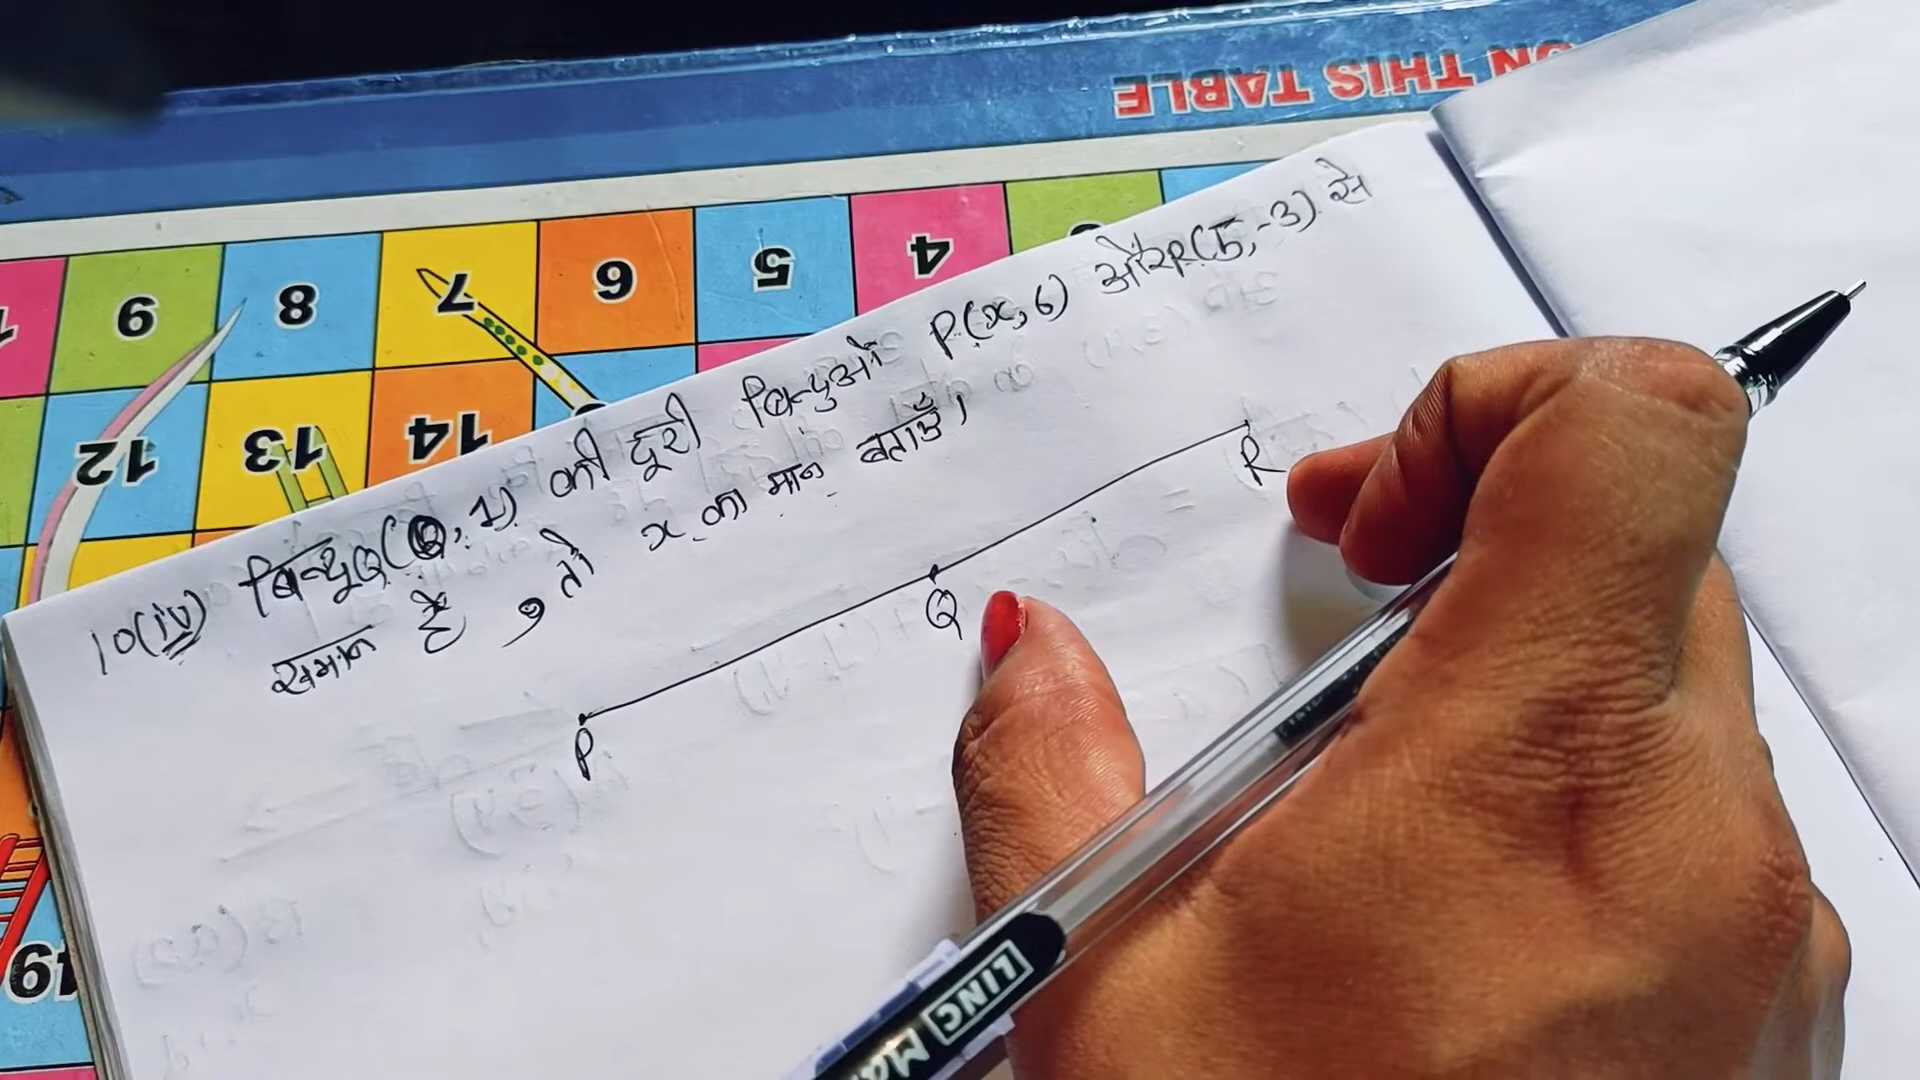 ON THIS TABLE
9 8 7 6 5 4
12 13 14
19
10(iv) बिन्दू Q(0, 1) की दूरी बिन्दुओं P(x, 6) और R(5, -3) से
समान है , तो x का मान बताऊँ।
R
Q
P
LINC